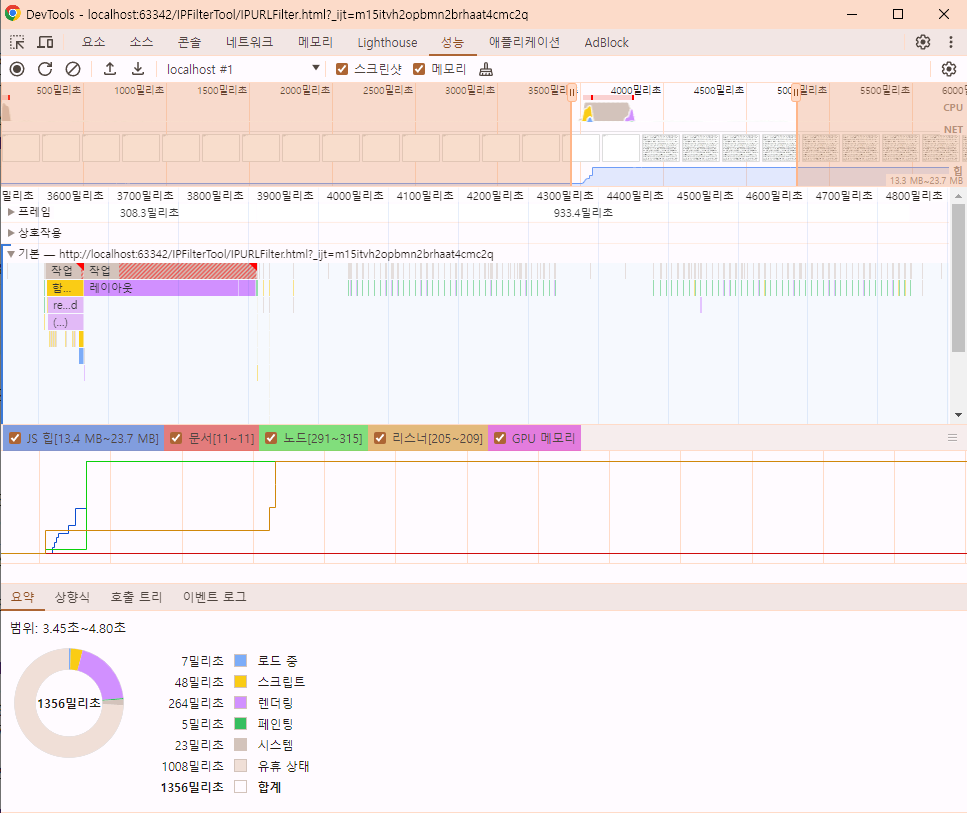 DevTools - localhost:63342/IPFilterTool/IPURLFilter.html?_ijt=m15itvh2opbmn2brhaat4cmc2q
요소 소스 콘솔 네트워크 메모리 Lighthouse 성능 애플리케이션 AdBlock
localhost #1 스크린샷 메모리
500밀리초 1000밀리초 1500밀리초 2000밀리초 2500밀리초 3000밀리초 3500밀리 4000밀리초 4500밀리초 500 밀리초 5500밀리초 6000
CPU
NET
힙
13.3 MB~23.7 MB
밀리초 3600밀리초 3700밀리초 3800밀리초 3900밀리초 4000밀리초 4100밀리초 4200밀리초 4300밀리초 4400밀리초 4500밀리초 4600밀리초 4700밀리초 4800밀리초
프레임 308.3밀리초 933.4밀리초
상호작용
기본 — http://localhost:63342/IPFilterTool/IPURLFilter.html?_ijt=m15itvh2opbmn2brhaat4cmc2q
작업 작업
함... 레이아웃
re...d
(...)
JS 힙[13.4 MB~23.7 MB] 문서[11~11] 노드[291~315] 리스너[205~209] GPU 메모리
요약 상향식 호출 트리 이벤트 로그
범위: 3.45초~4.80초
1356밀리초
7밀리초 로드 중
48밀리초 스크립트
264밀리초 렌더링
5밀리초 페인팅
23밀리초 시스템
1008밀리초 유휴 상태
1356밀리초 합계